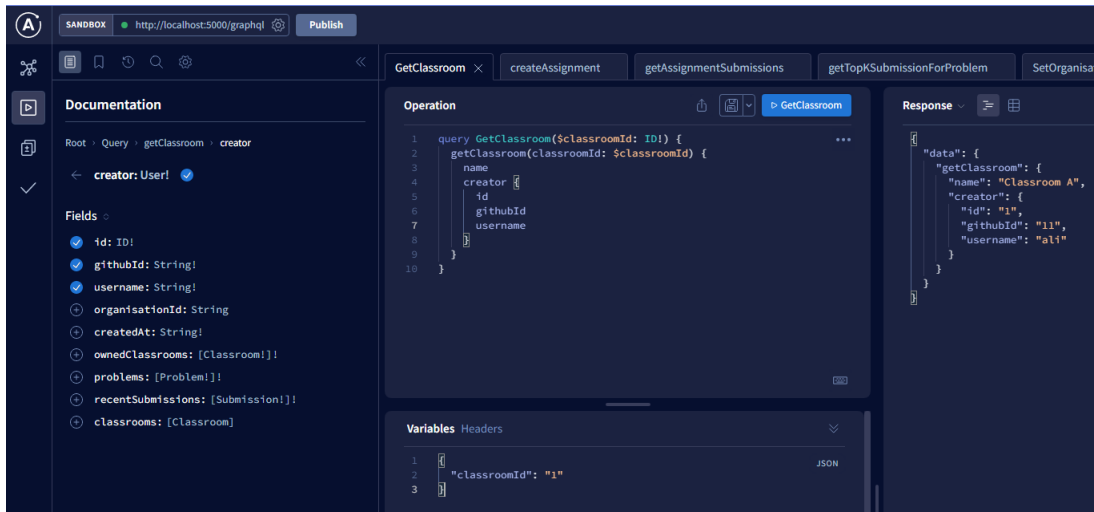 SANDBOX http://localhost:5000/graphql Publish
Documentation
Root › Query › getClassroom › creator
creator: User!
Fields
id: ID!
githubId: String!
username: String!
organisationId: String
createdAt: String!
ownedClassrooms: [Classroom!]!
problems: [Problem!]!
recentSubmissions: [Submission!]!
classrooms: [Classroom]
GetClassroom createAssignment getAssignmentSubmissions getTopKSubmissionForProblem SetOrganisa
Operation GetClassroom
1 query GetClassroom($classroomId: ID!) {
2 getClassroom(classroomId: $classroomId) {
3 name
4 creator {
5 id
6 githubId
7 username
8 }
9 }
10 }
Variables Headers
JSON
1 {
2 "classroomId": "1"
3 }
Response
{
"data": {
"getClassroom": {
"name": "Classroom A",
"creator": {
"id": "1",
"githubId": "11",
"username": "ali"
}
}
}
}